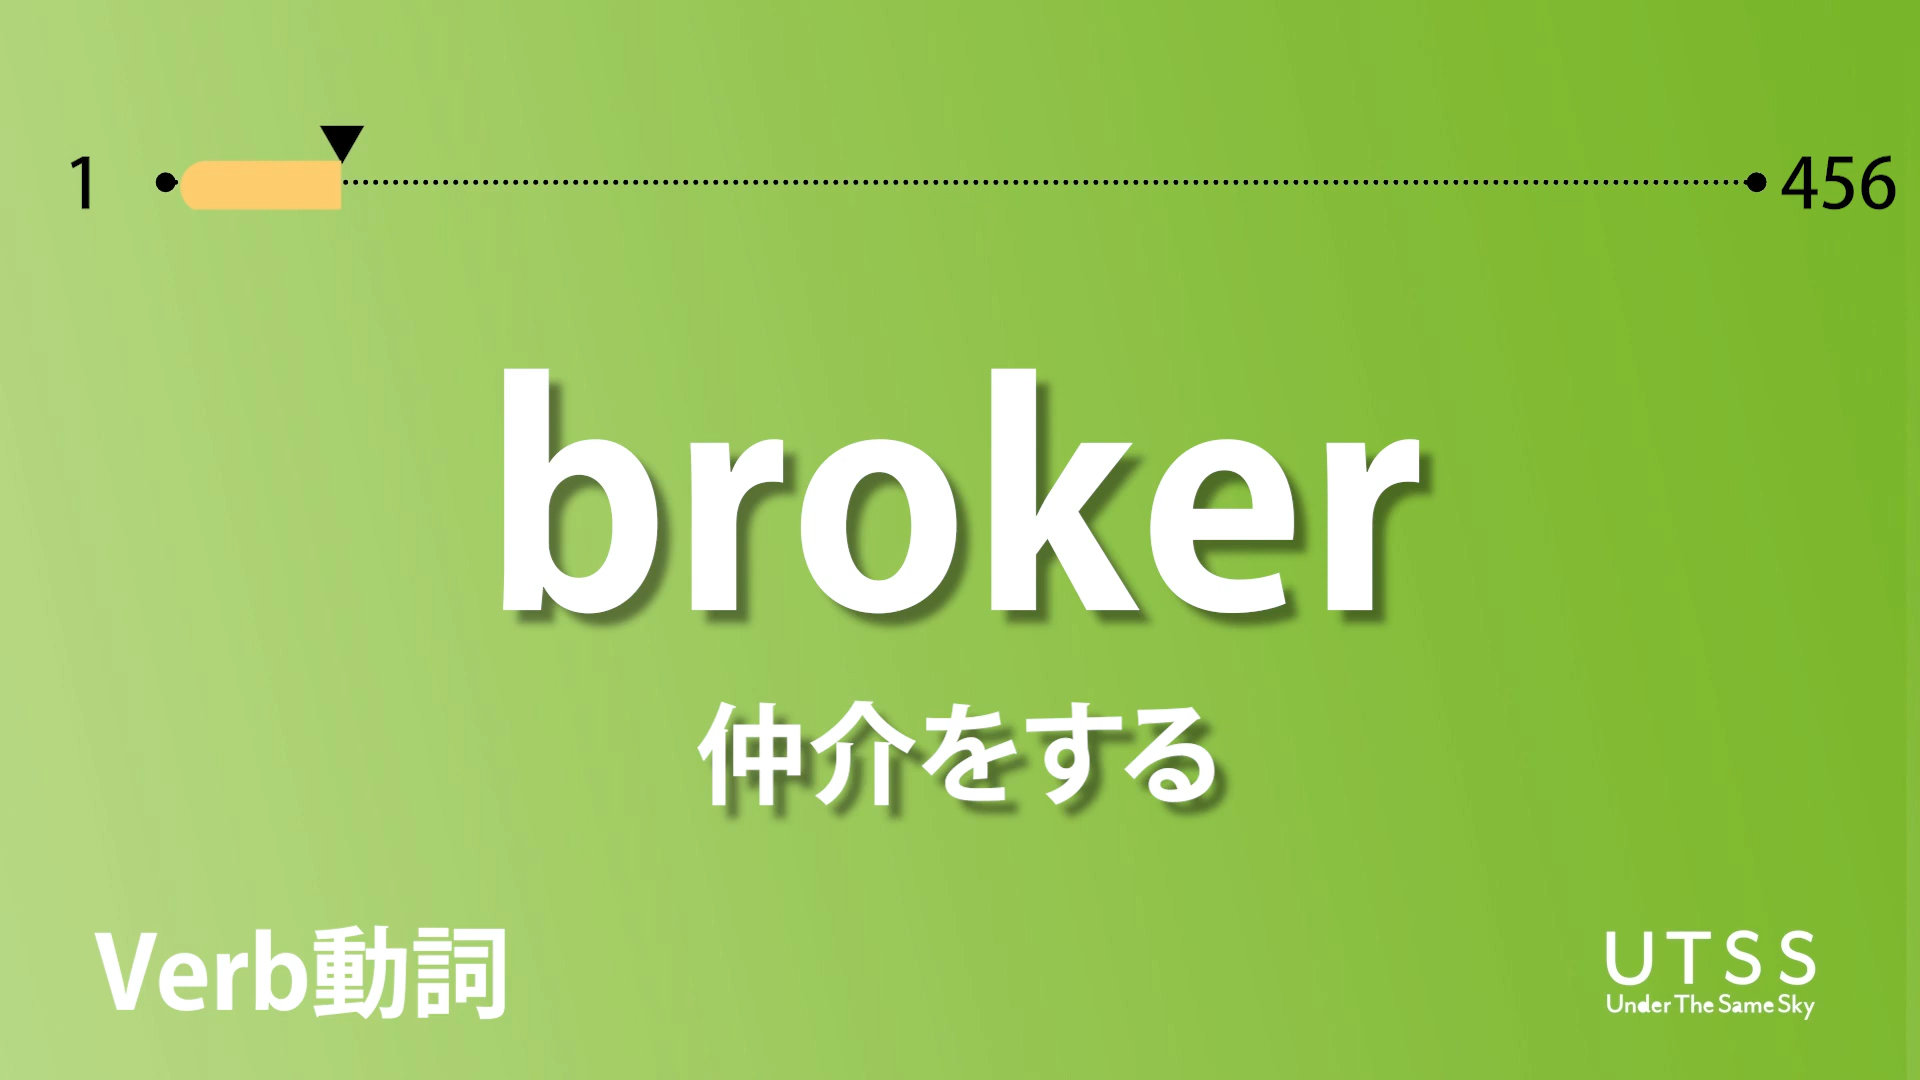 1
456
broker
仲介をする
Verb動詞
UTSS
Under The Same Sky